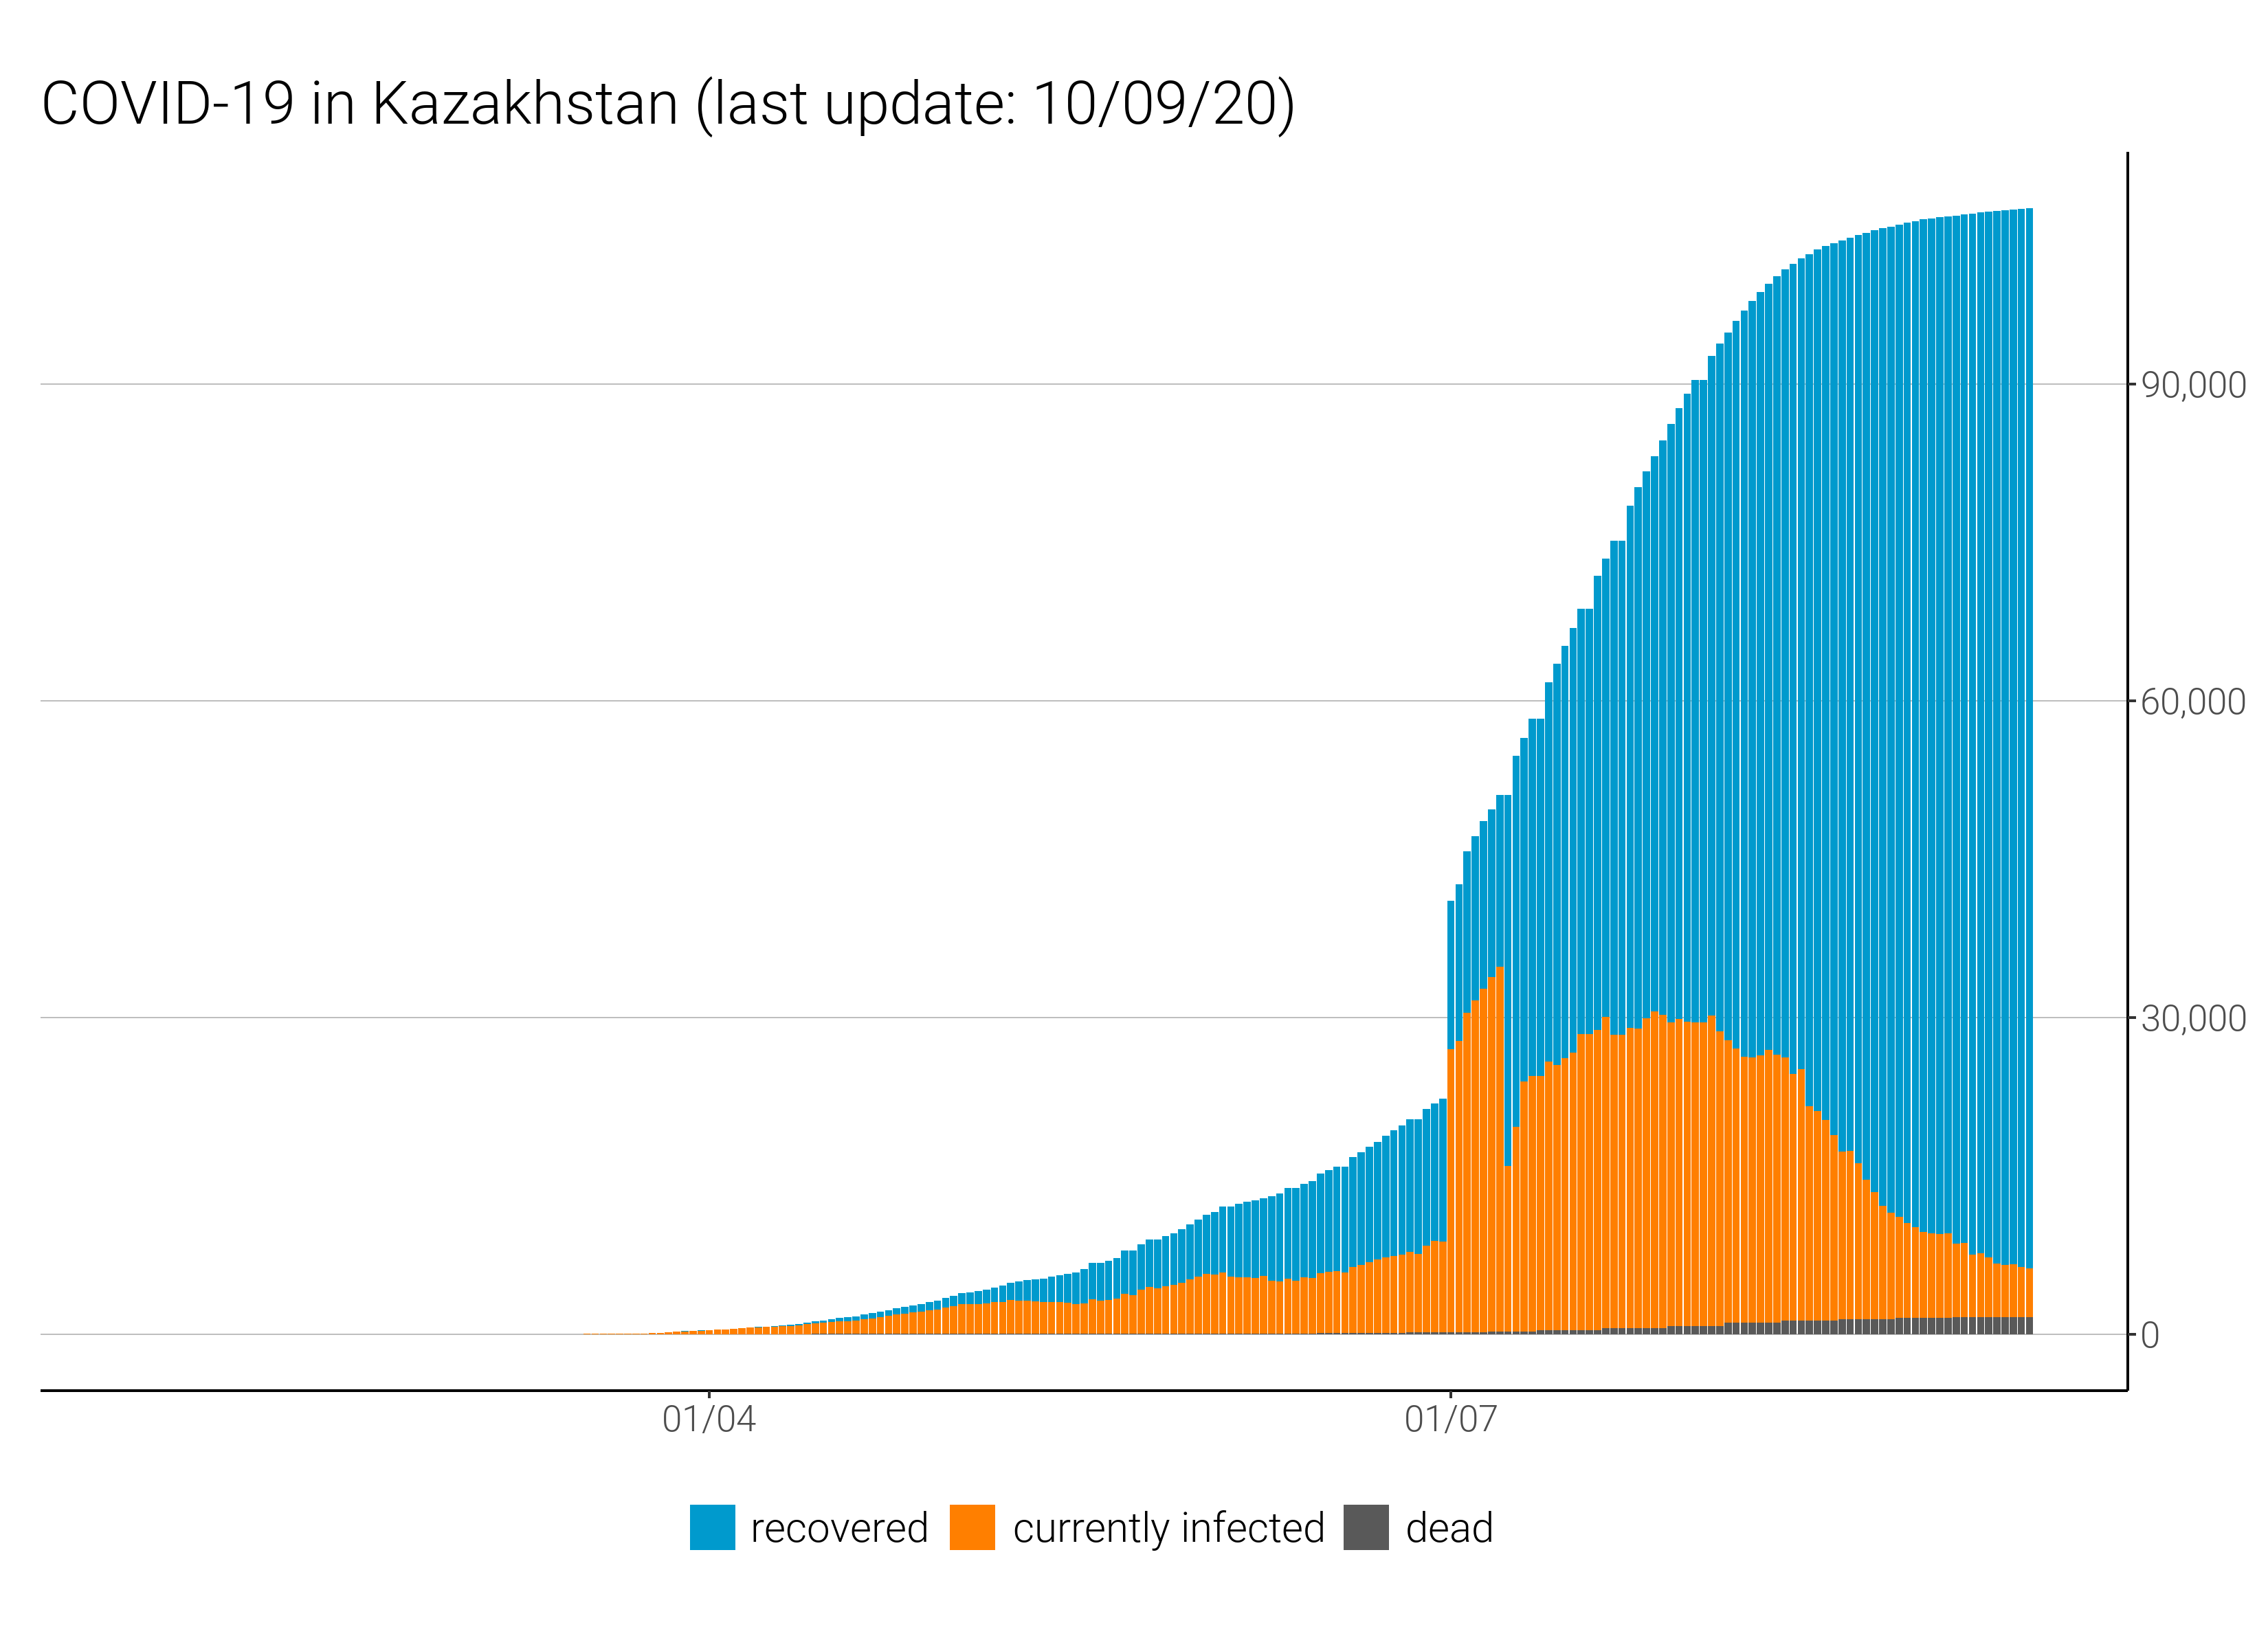 COVID-19 in Kazakhstan (last update: 10/09/20)
90,000
60,000
30,000
0
01/04 01/07
recovered currently infected dead